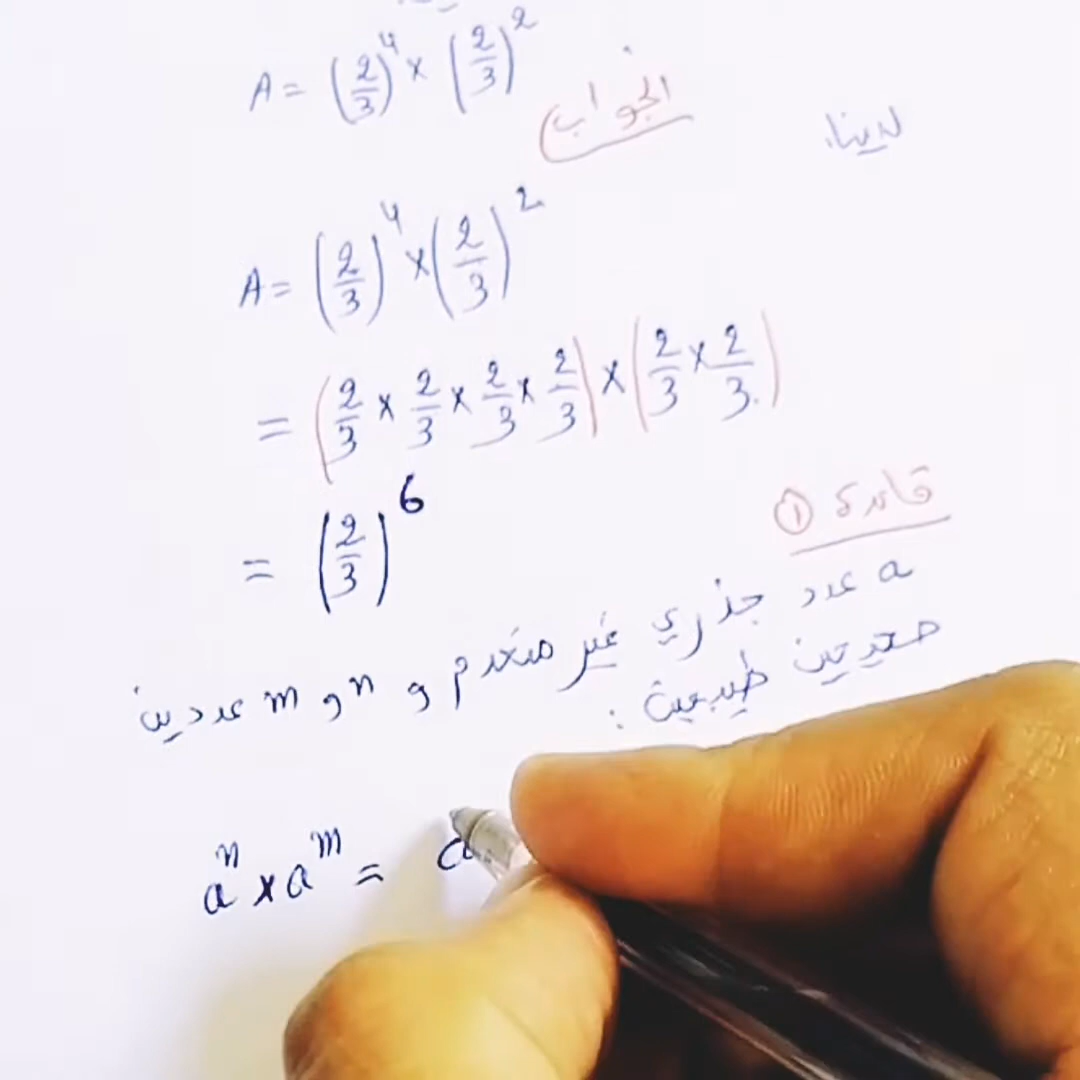 A = (2/3)^4 × (2/3)^2
الجواب
لدينا:
A = (2/3)^4 × (2/3)^2
= (2/3 × 2/3 × 2/3 × 2/3) × (2/3 × 2/3)
= (2/3)^6
قاعدة ①
a عدد جذري غير منعدم و n و m عددين
صحيحين طبيعيين :
a^n × a^m = a